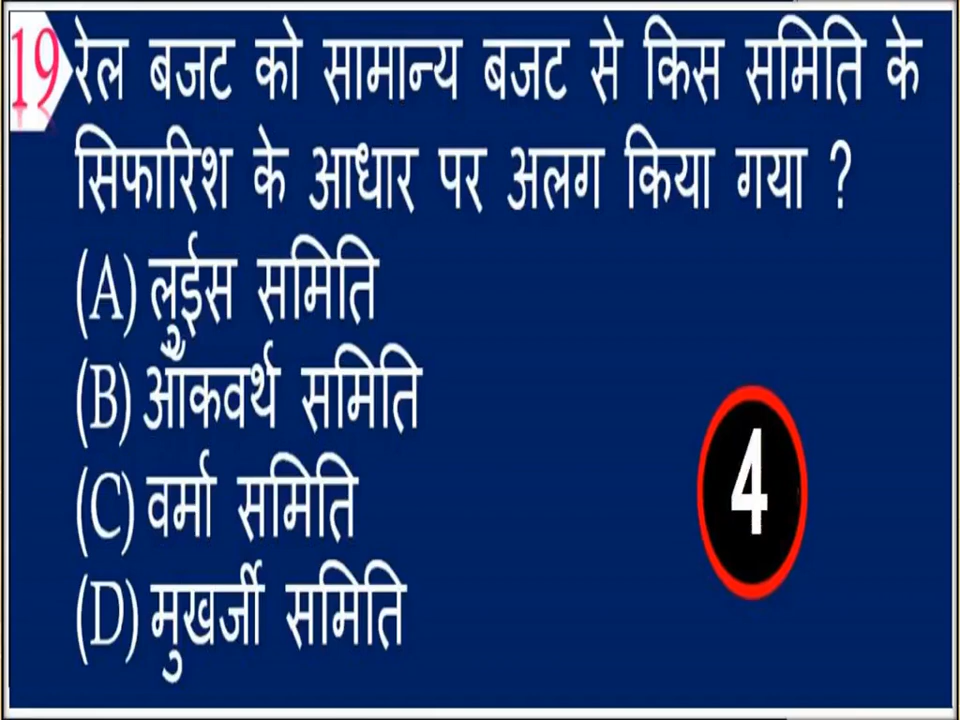 19 रेल बजट को सामान्य बजट से किस समिति के
सिफारिश के आधार पर अलग किया गया ?
(A) लुईस समिति
(B) आँकवर्थ समिति
(C) वर्मा समिति
(D) मुखर्जी समिति
4